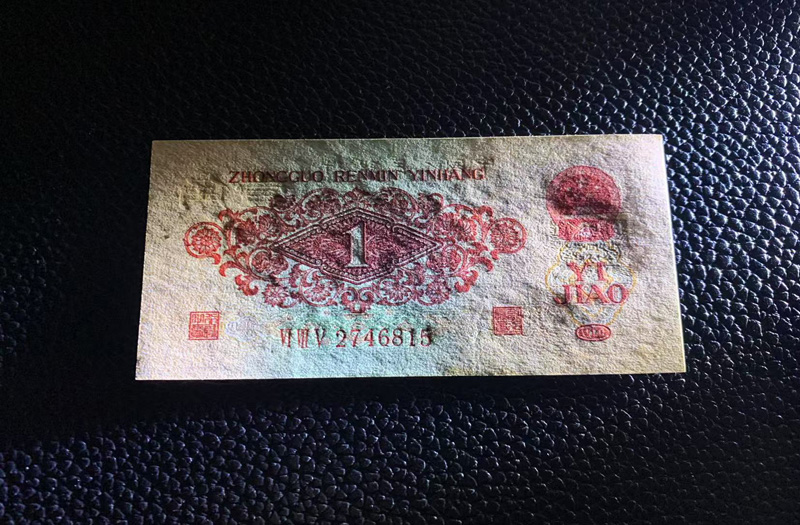 ZHONGGUO RENMIN YINHANG
1
YI
JIAO
VI VIII V 2746815